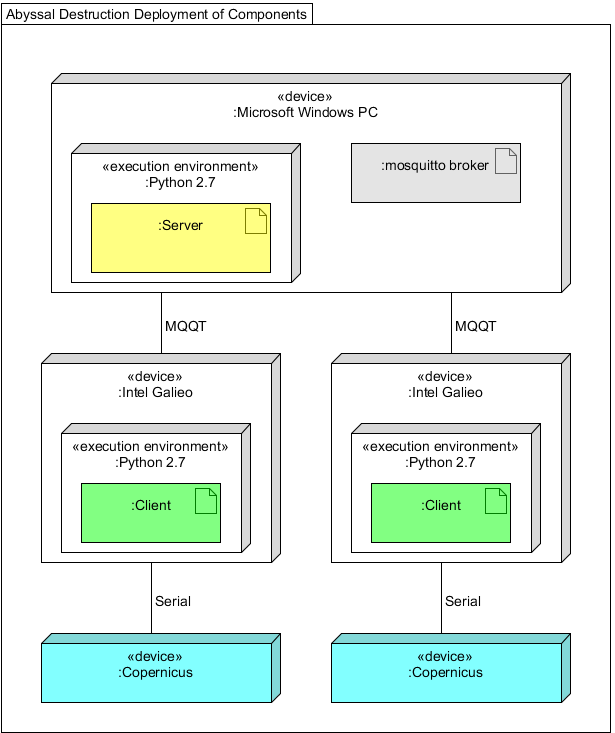 Abyssal Destruction Deployment of Components
«device»
:Microsoft Windows PC
«execution environment»
:Python 2.7
:Server
:mosquitto broker
MQQT
MQQT
«device»
:Intel Galieo
«execution environment»
:Python 2.7
:Client
«device»
:Intel Galieo
«execution environment»
:Python 2.7
:Client
Serial
Serial
«device»
:Copernicus
«device»
:Copernicus